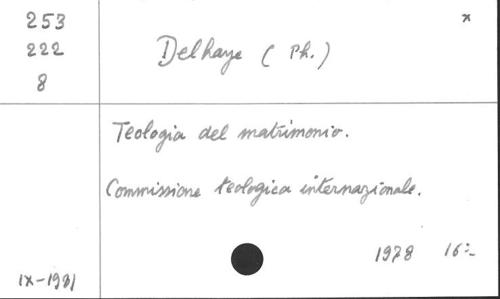 253
222
8
*
Delhaye ( Ph. )
Teologia del matrimonio.
Commissione teologica internazionale.
1978 16:-
IX-1981